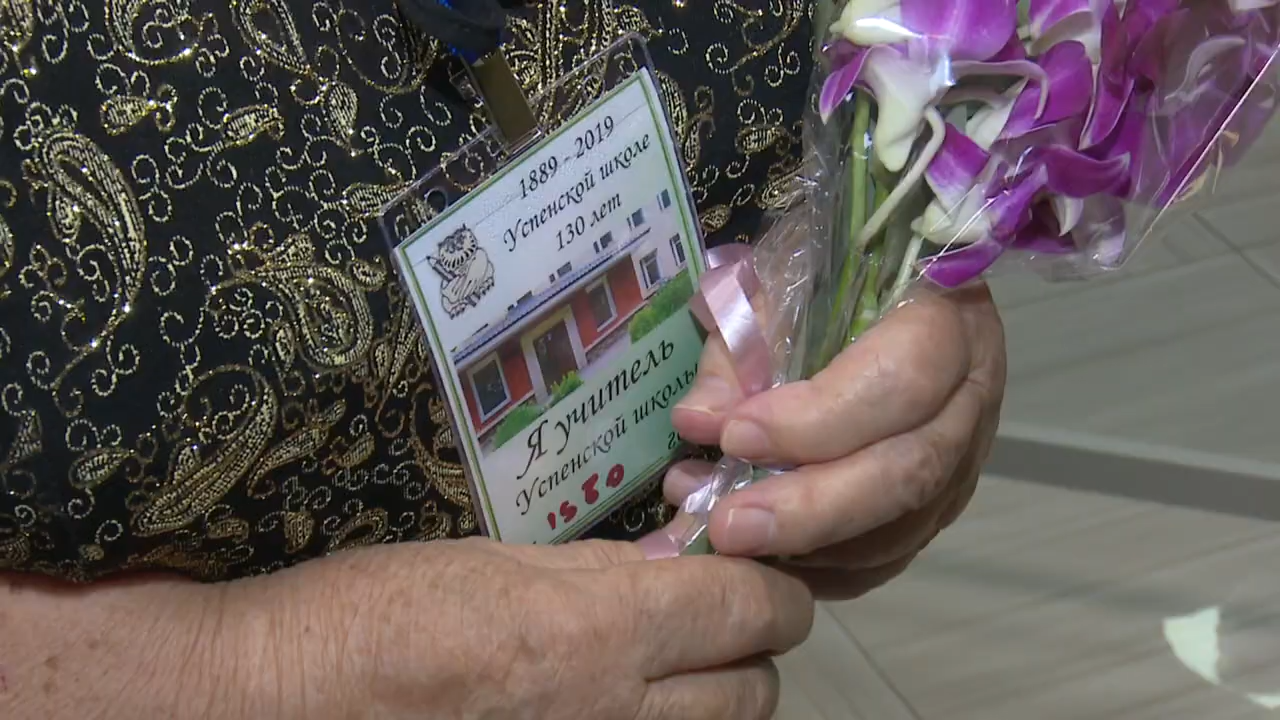 1889 - 2019
Успенской школе
130 лет
Я учитель
Успенской школы